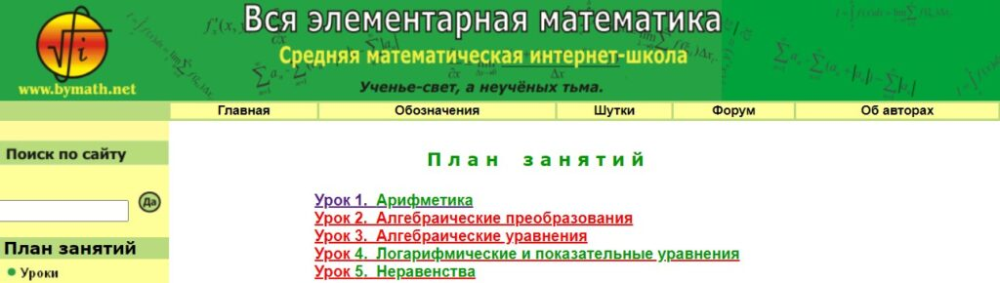 Вся элементарная математика
Средняя математическая интернет-школа
Ученье-свет, а неучёных тьма.
www.bymath.net
Главная
Обозначения
Шутки
Форум
Об авторах
Поиск по сайту
Да
План занятий
Уроки
План занятий
Урок 1. Арифметика
Урок 2. Алгебраические преобразования
Урок 3. Алгебраические уравнения
Урок 4. Логарифмические и показательные уравнения
Урок 5. Неравенства